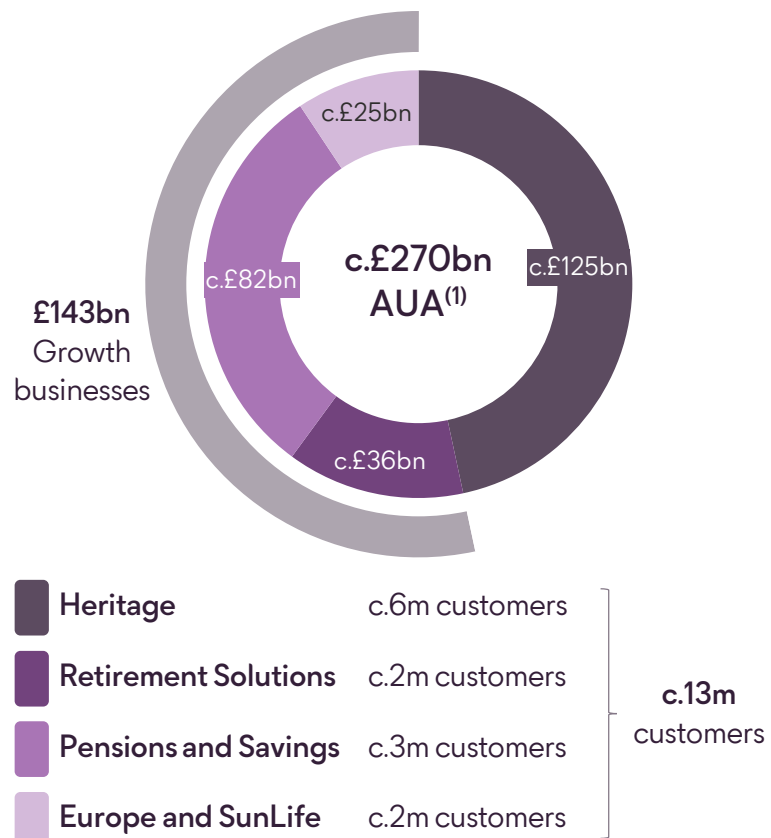 c.£25bn
c.£270bn
AUA(1)
c.£125bn
c.£82bn
£143bn
Growth
businesses
c.£36bn
Heritage c.6m customers
Retirement Solutions c.2m customers
Pensions and Savings c.3m customers
Europe and SunLife c.2m customers
c.13m
customers